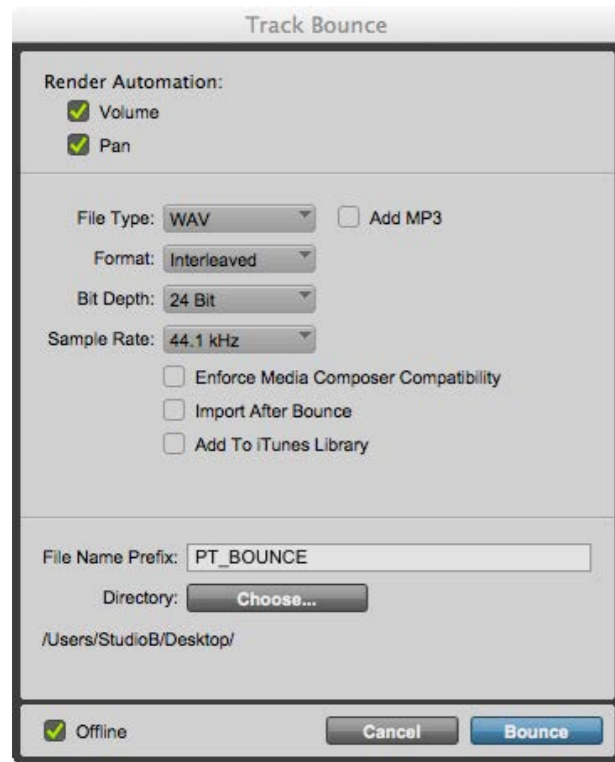 Track Bounce
Render Automation:
Volume
Pan
File Type: WAV Add MP3
Format: Interleaved
Bit Depth: 24 Bit
Sample Rate: 44.1 kHz
Enforce Media Composer Compatibility
Import After Bounce
Add To iTunes Library
File Name Prefix: PT_BOUNCE
Directory: Choose...
/Users/StudioB/Desktop/
Offline Cancel Bounce